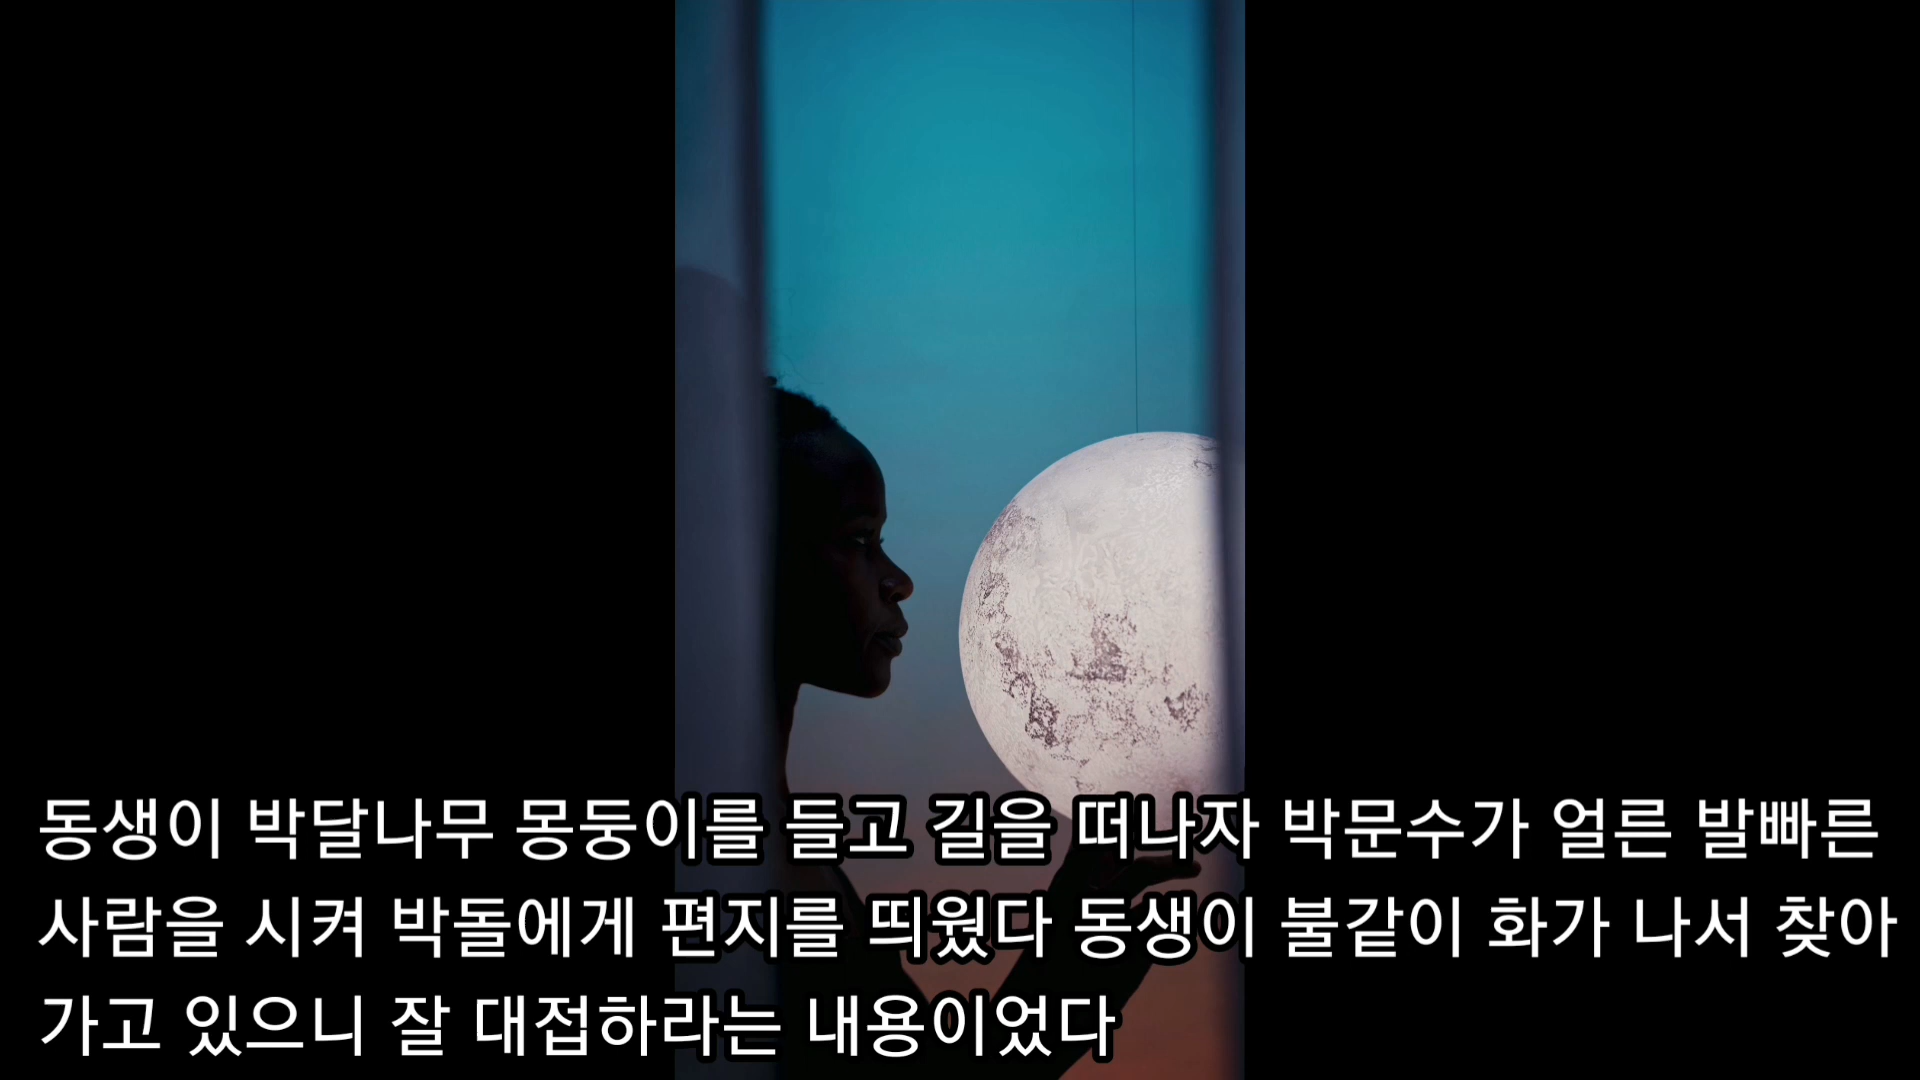 동생이 박달나무 몽둥이를 들고 길을 떠나자 박문수가 얼른 발빠른
사람을 시켜 박돌에게 편지를 띄웠다 동생이 불같이 화가 나서 찾아
가고 있으니 잘 대접하라는 내용이었다